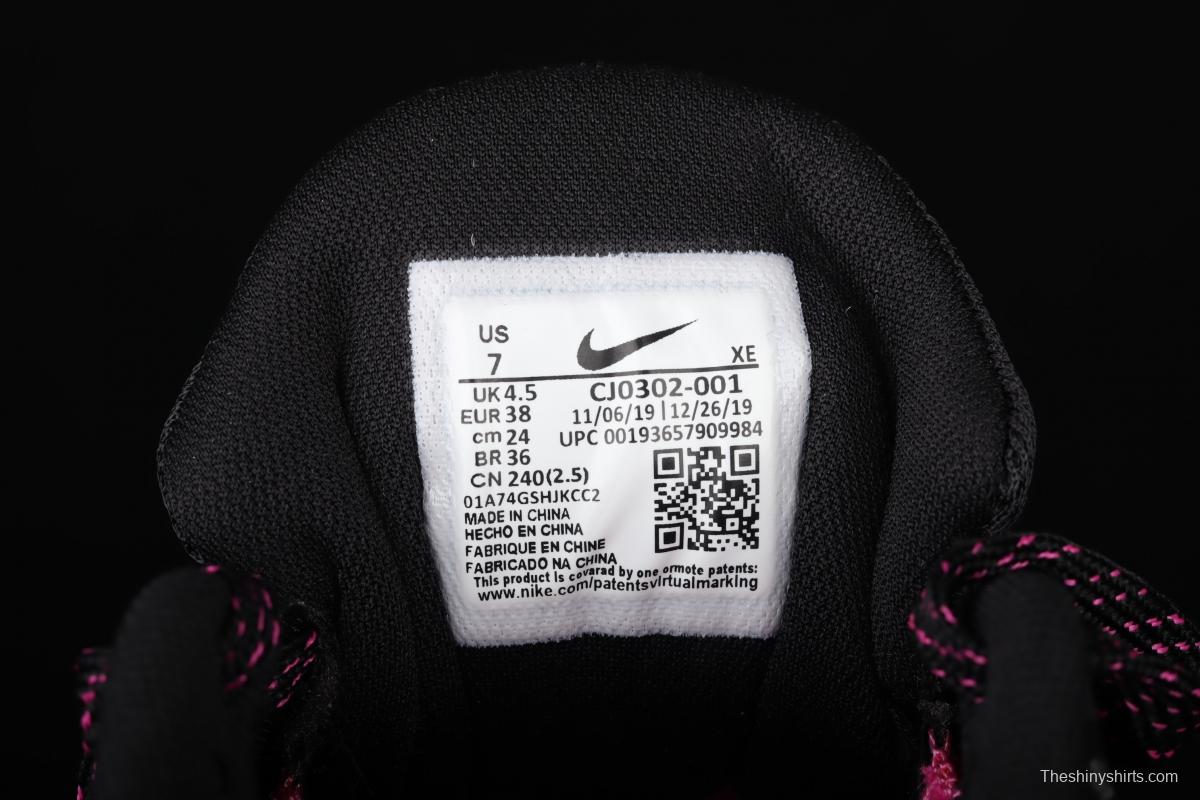 US
7
XE
UK 4.5
CJ0302-001
EUR 38
11/06/19 | 12/26/19
cm 24
UPC 00193657909984
BR 36
CN 240(2.5)
01A74GSHJKCC2
MADE IN CHINA
HECHO EN CHINA
FABRIQUE EN CHINE
FABRICADO NA CHINA
This product is covarad by one ormote patents:
www.nike.com/patentsvirtualmarking
Theshinyshirts.com